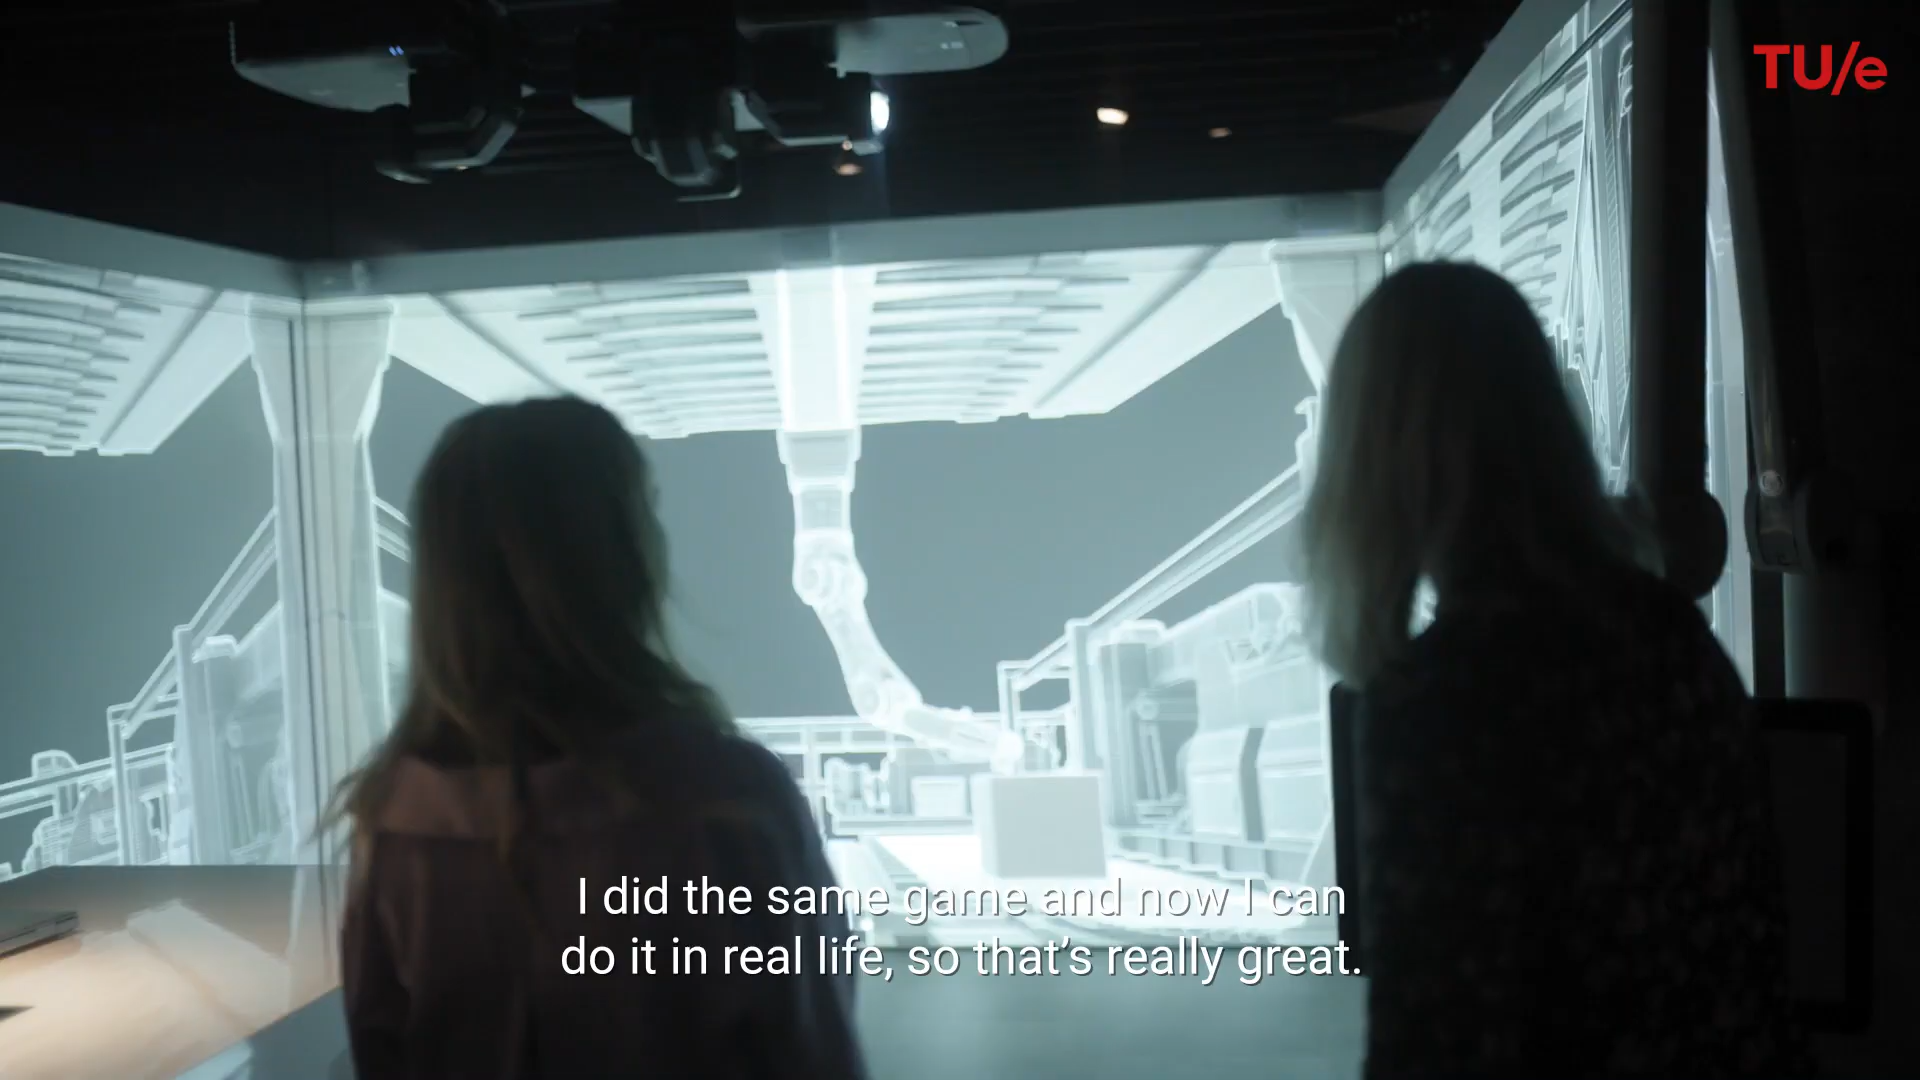 TU/e
I did the same game and now I can
do it in real life, so that's really great.